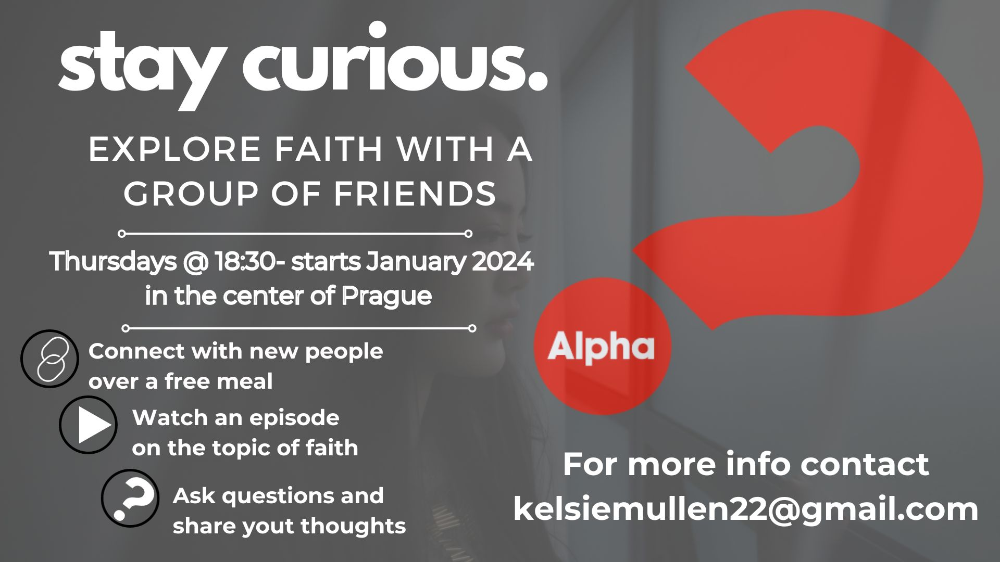 stay curious.
EXPLORE FAITH WITH A
GROUP OF FRIENDS
Thursdays @ 18:30- starts January 2024
in the center of Prague
Connect with new people
over a free meal
Watch an episode
on the topic of faith
Ask questions and
share yout thoughts
Alpha
For more info contact
kelsiemullen22@gmail.com